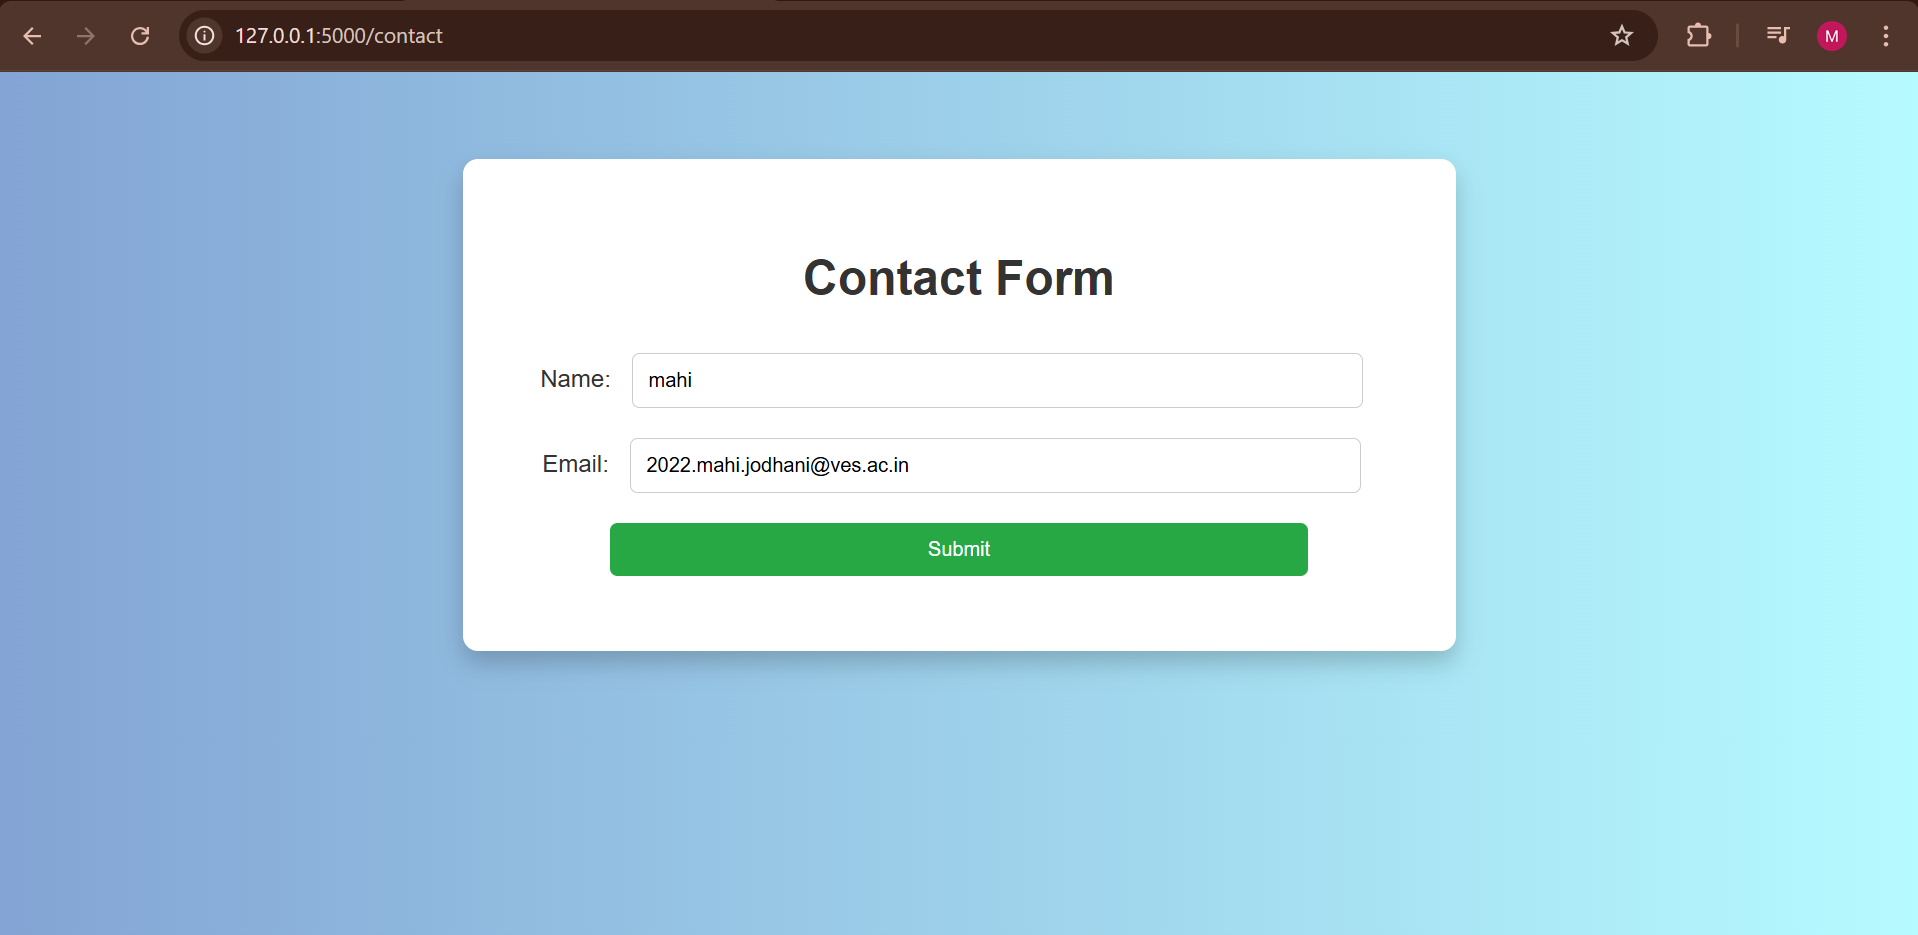 127.0.0.1:5000/contact
M
Contact Form
Name: mahi
Email: 2022.mahi.jodhani@ves.ac.in
Submit